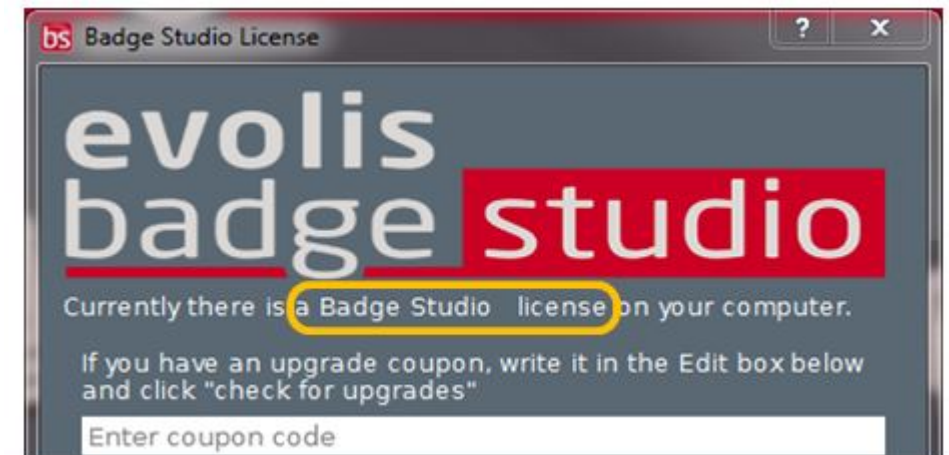 bs Badge Studio License ? x
evolis
badge studio
Currently there is a Badge Studio license on your computer.
If you have an upgrade coupon, write it in the Edit box below
and click "check for upgrades"
Enter coupon code